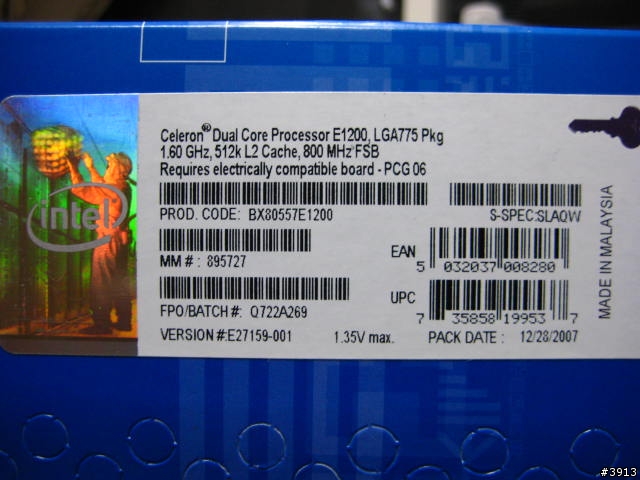 Celeron® Dual Core Processor E1200, LGA775 Pkg
1.60 GHz, 512k L2 Cache, 800 MHz FSB
Requires electrically compatible board - PCG 06
PROD. CODE: BX80557E1200
S-SPEC:SLAQW
MM #: 895727
EAN
5 032037 008280
FPO/BATCH #: Q722A269
UPC
7 35858 19953 7
VERSION #:E27159-001
1.35V max.
PACK DATE: 12/28/2007
MADE IN MALAYSIA
intel
#3913